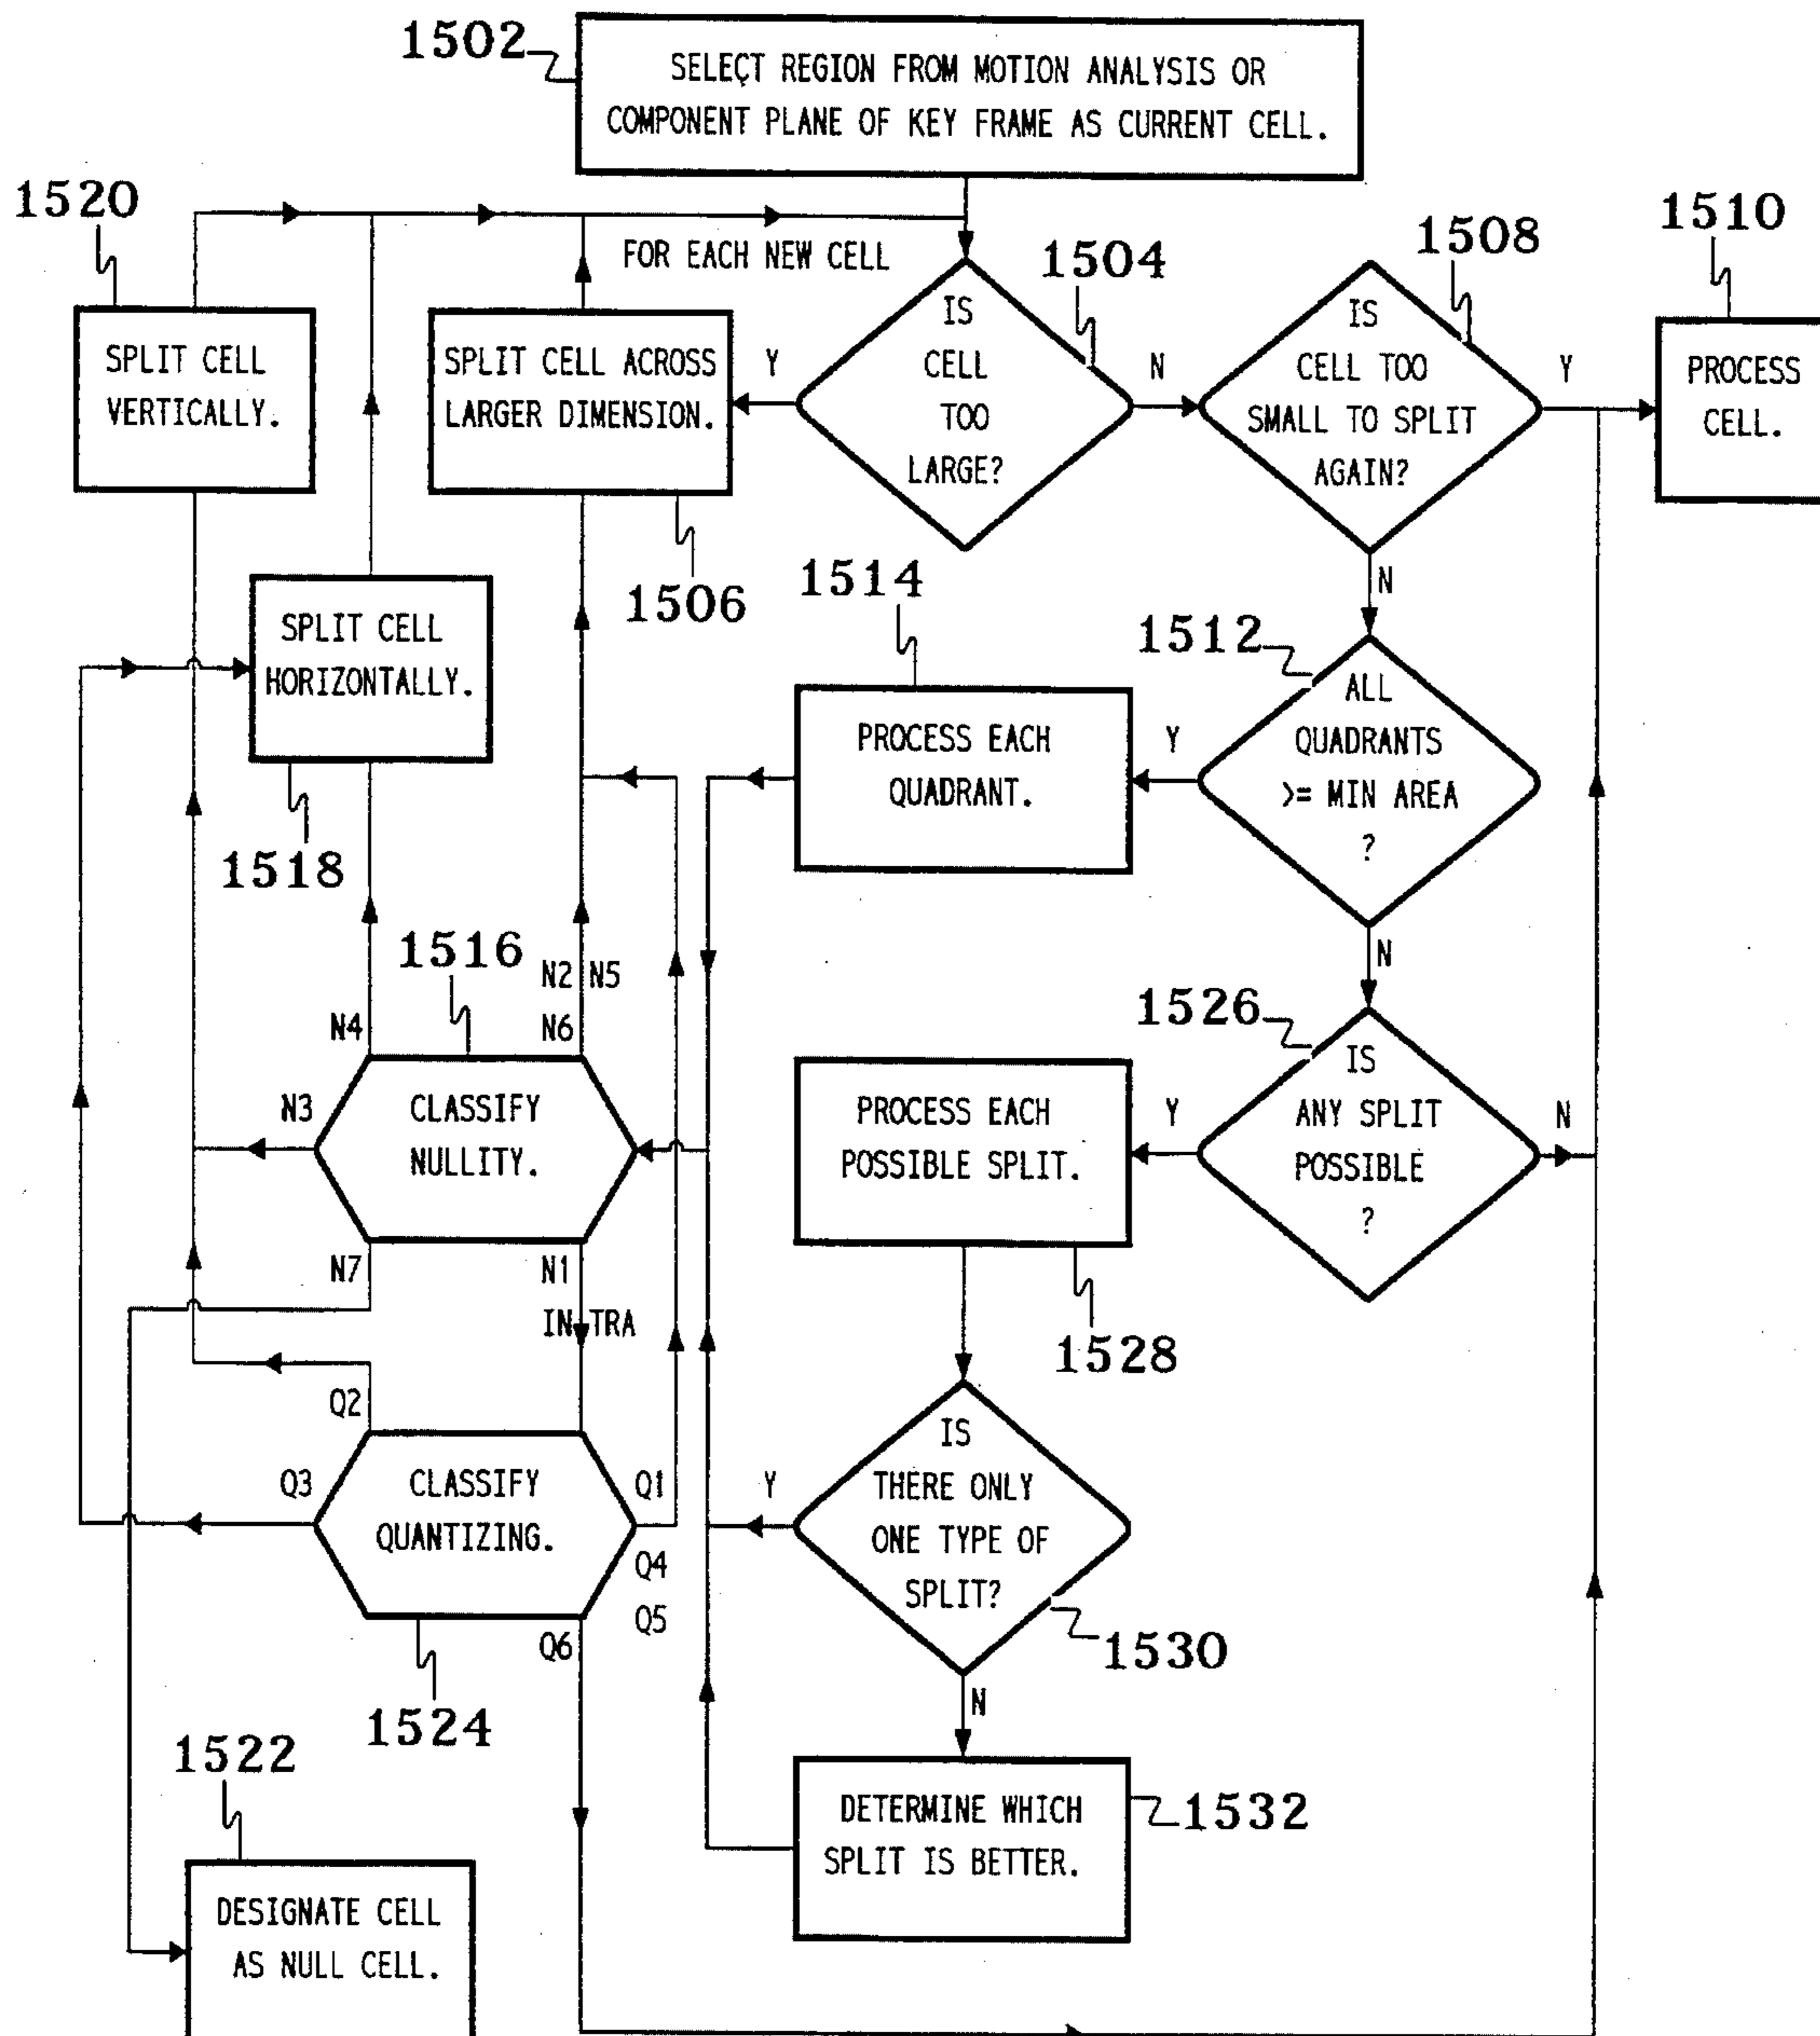 1502
SELECT REGION FROM MOTION ANALYSIS OR
COMPONENT PLANE OF KEY FRAME AS CURRENT CELL.
1520
FOR EACH NEW CELL
1504
1508
1510
SPLIT CELL
VERTICALLY.
SPLIT CELL ACROSS
LARGER DIMENSION.
Y
IS
CELL
TOO
LARGE?
N
IS
CELL TOO
SMALL TO SPLIT
AGAIN?
Y
PROCESS
CELL.
1506
N
SPLIT CELL
HORIZONTALLY.
1518
1514
1512
PROCESS EACH
QUADRANT.
Y
ALL
QUADRANTS
>= MIN AREA
?
N
1516
N2 N5
N4
N6
N3
CLASSIFY
NULLITY.
N7
N1
INTRA
1526
PROCESS EACH
POSSIBLE SPLIT.
Y
IS
ANY SPLIT
POSSIBLE
?
N
1528
Q2
Q3
CLASSIFY
QUANTIZING.
Q1
Q4
Q5
Q6
1524
Y
IS
THERE ONLY
ONE TYPE OF
SPLIT?
1530
N
1522
DESIGNATE CELL
AS NULL CELL.
DETERMINE WHICH
SPLIT IS BETTER.
1532